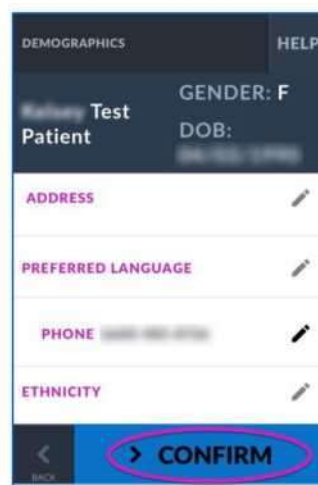 DEMOGRAPHICS
HELP
Test
Patient
GENDER: F
DOB:
ADDRESS
PREFERRED LANGUAGE
PHONE
ETHNICITY
BACK
> CONFIRM